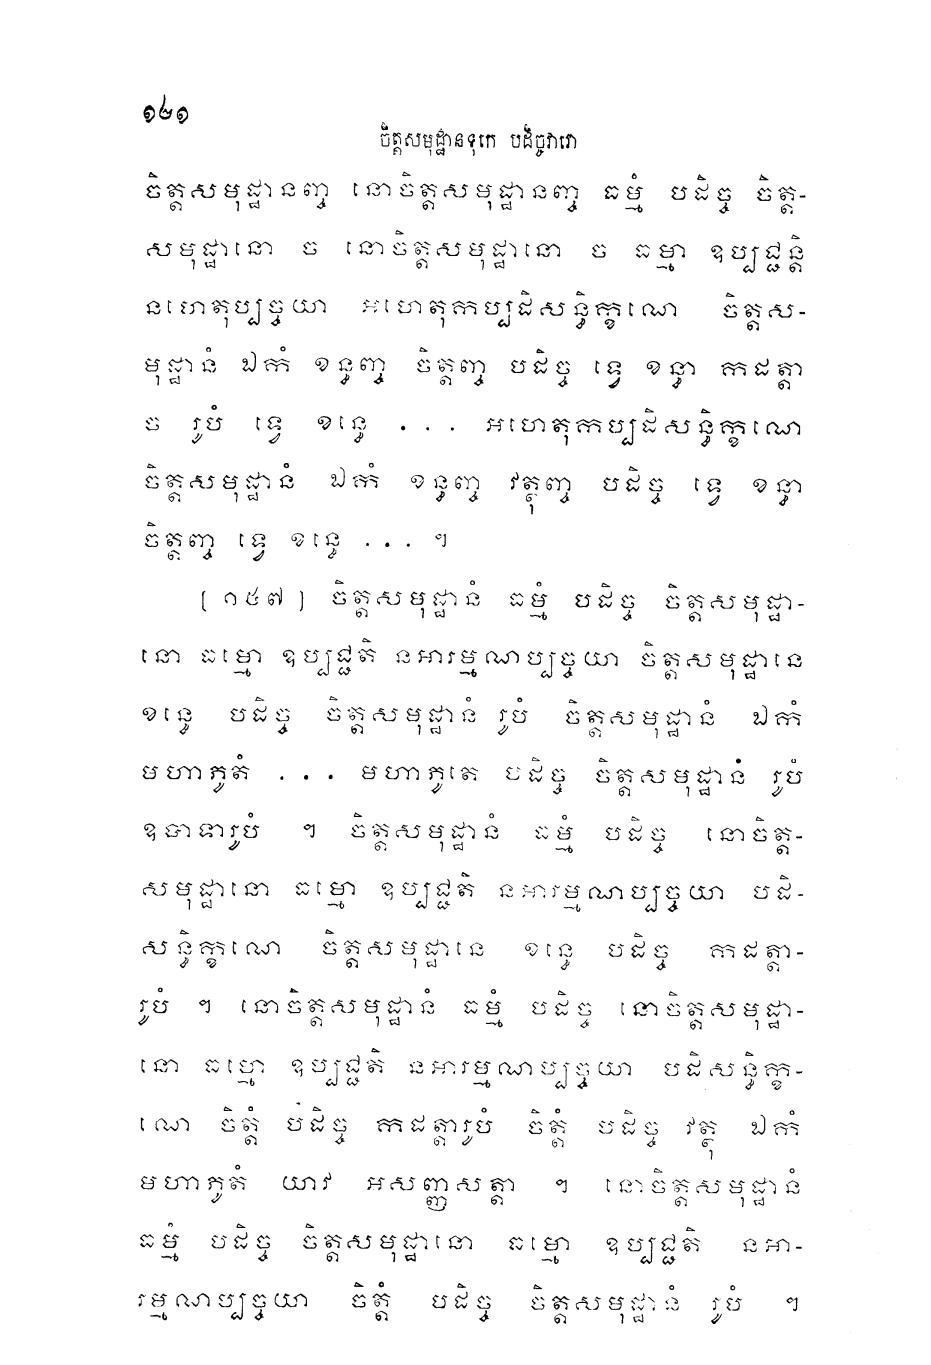 ១២១
ចិត្តសមុដ្ឋានទុកេ បដិច្ចវារោ
ចិត្តសមុដ្ឋានញ្ច នោចិត្តសមុដ្ឋានញ្ច ធម្មំ បដិច្ច ចិត្ត-
សមុដ្ឋានោ ច នោចិត្តសមុដ្ឋានោ ច ធម្មា ឧប្បជ្ជន្តិ
នហេតុប្បច្ចយា អហេតុកប្បដិសន្ធិក្ខណេ ចិត្តស-
មុដ្ឋានំ ឯកំ ខន្ធញ្ច ចិត្តញ្ច បដិច្ច ទ្វេ ខន្ធា កដត្តា
ច រូបំ ទ្វេ ខន្ធេ ... អហេតុកប្បដិសន្ធិក្ខណេ
ចិត្តសមុដ្ឋានំ ឯកំ ខន្ធញ្ច វត្ថុញ្ច បដិច្ច ទ្វេ ខន្ធា
ចិត្តញ្ច ទ្វេ ខន្ធេ ... ។
[ ១៥៧ ] ចិត្តសមុដ្ឋានំ ធម្មំ បដិច្ច ចិត្តសមុដ្ឋា-
នោ ធម្មោ ឧប្បជ្ជតិ នអារម្មណប្បច្ចយា ចិត្តសមុដ្ឋានេ
ខន្ធេ បដិច្ច ចិត្តសមុដ្ឋានំ រូបំ ចិត្តសមុដ្ឋានំ ឯកំ
មហាភូតំ ... មហាភូតេ បដិច្ច ចិត្តសមុដ្ឋានំ រូបំ
ឧបាទារូបំ ។ ចិត្តសមុដ្ឋានំ ធម្មំ បដិច្ច នោចិត្ត-
សមុដ្ឋានោ ធម្មោ ឧប្បជ្ជតិ នអារម្មណប្បច្ចយា បដិ-
សន្ធិក្ខណេ ចិត្តសមុដ្ឋានេ ខន្ធេ បដិច្ច កដត្តា-
រូបំ ។ នោចិត្តសមុដ្ឋានំ ធម្មំ បដិច្ច នោចិត្តសមុដ្ឋា-
នោ ធម្មោ ឧប្បជ្ជតិ នអារម្មណប្បច្ចយា បដិសន្ធិក្ខ-
ណេ ចិត្តំ បដិច្ច កដត្តារូបំ ចិត្តំ បដិច្ច វត្ថុ ឯកំ
មហាភូតំ យាវ អសញ្ញសត្តា ។ នោចិត្តសមុដ្ឋានំ
ធម្មំ បដិច្ច ចិត្តសមុដ្ឋានោ ធម្មោ ឧប្បជ្ជតិ នអា-
រម្មណប្បច្ចយា ចិត្តំ បដិច្ច ចិត្តសមុដ្ឋានំ រូបំ ។